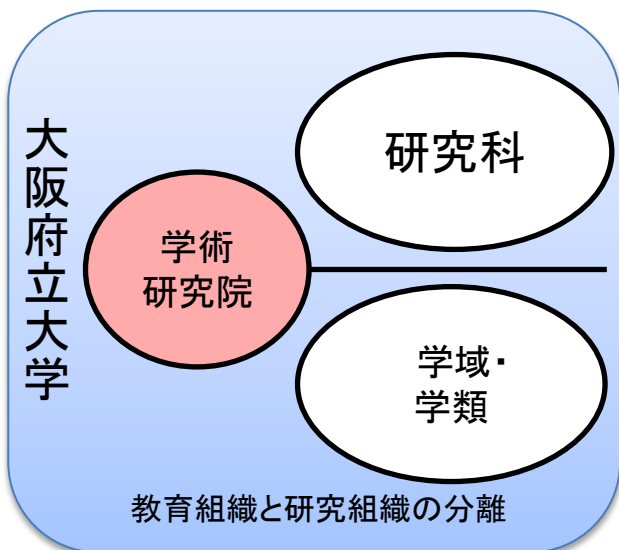 大阪府立大学
研究科
学術
研究院
学域・
学類
教育組織と研究組織の分離